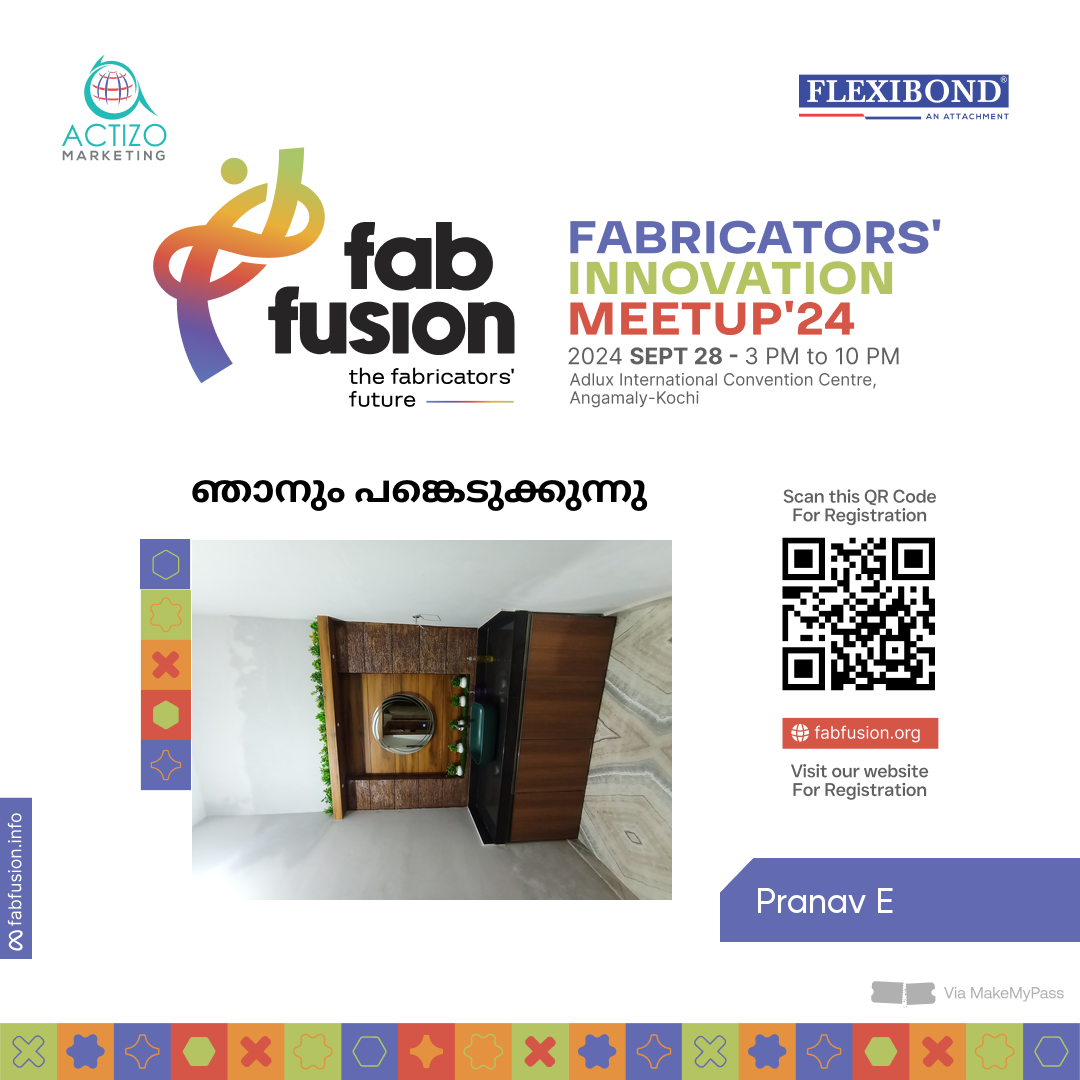 ACTIZO
MARKETING
FLEXIBOND®
AN ATTACHMENT
fab
fusion
the fabricators'
future
FABRICATORS'
INNOVATION
MEETUP'24
2024 SEPT 28 - 3 PM to 10 PM
Adlux International Convention Centre,
Angamaly-Kochi
ഞാനും പങ്കെടുക്കുന്നു
Scan this QR Code
For Registration
fabfusion.org
Visit our website
For Registration
fabfusion.info
Pranav E
Via MakeMyPass